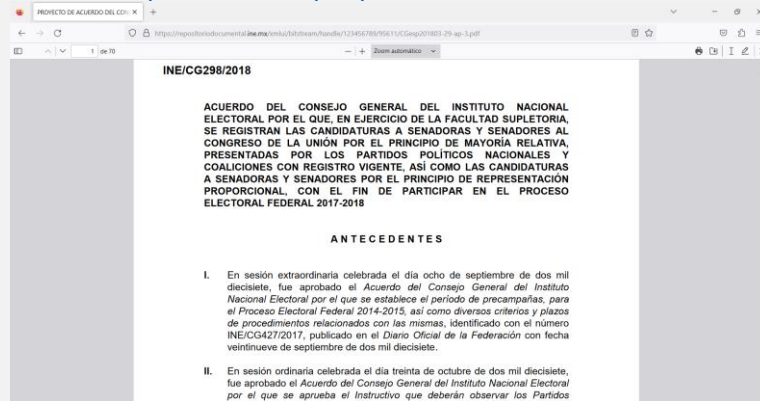 PROYECTO DE ACUERDO DEL CON
https://repositoriodocumental.ine.mx/xmlui/bitstream/handle/123456789/95611/CGesp201803-29-ap-3.pdf
1 de 70
Zoom automático
INE/CG298/2018
ACUERDO DEL CONSEJO GENERAL DEL INSTITUTO NACIONAL
ELECTORAL POR EL QUE, EN EJERCICIO DE LA FACULTAD SUPLETORIA,
SE REGISTRAN LAS CANDIDATURAS A SENADORAS Y SENADORES AL
CONGRESO DE LA UNIÓN POR EL PRINCIPIO DE MAYORÍA RELATIVA,
PRESENTADAS POR LOS PARTIDOS POLÍTICOS NACIONALES Y
COALICIONES CON REGISTRO VIGENTE, ASÍ COMO LAS CANDIDATURAS
A SENADORAS Y SENADORES POR EL PRINCIPIO DE REPRESENTACIÓN
PROPORCIONAL, CON EL FIN DE PARTICIPAR EN EL PROCESO
ELECTORAL FEDERAL 2017-2018
A N T E C E D E N T E S
I. En sesión extraordinaria celebrada el día ocho de septiembre de dos mil
diecisiete, fue aprobado el Acuerdo del Consejo General del Instituto
Nacional Electoral por el que se establece el período de precampañas, para
el Proceso Electoral Federal 2014-2015, así como diversos criterios y plazos
de procedimientos relacionados con las mismas, identificado con el número
INE/CG427/2017, publicado en el Diario Oficial de la Federación con fecha
veintinueve de septiembre de dos mil diecisiete.
II. En sesión ordinaria celebrada el día treinta de octubre de dos mil diecisiete,
fue aprobado el Acuerdo del Consejo General del Instituto Nacional Electoral
por el que se aprueba el Instructivo que deberán observar los Partidos